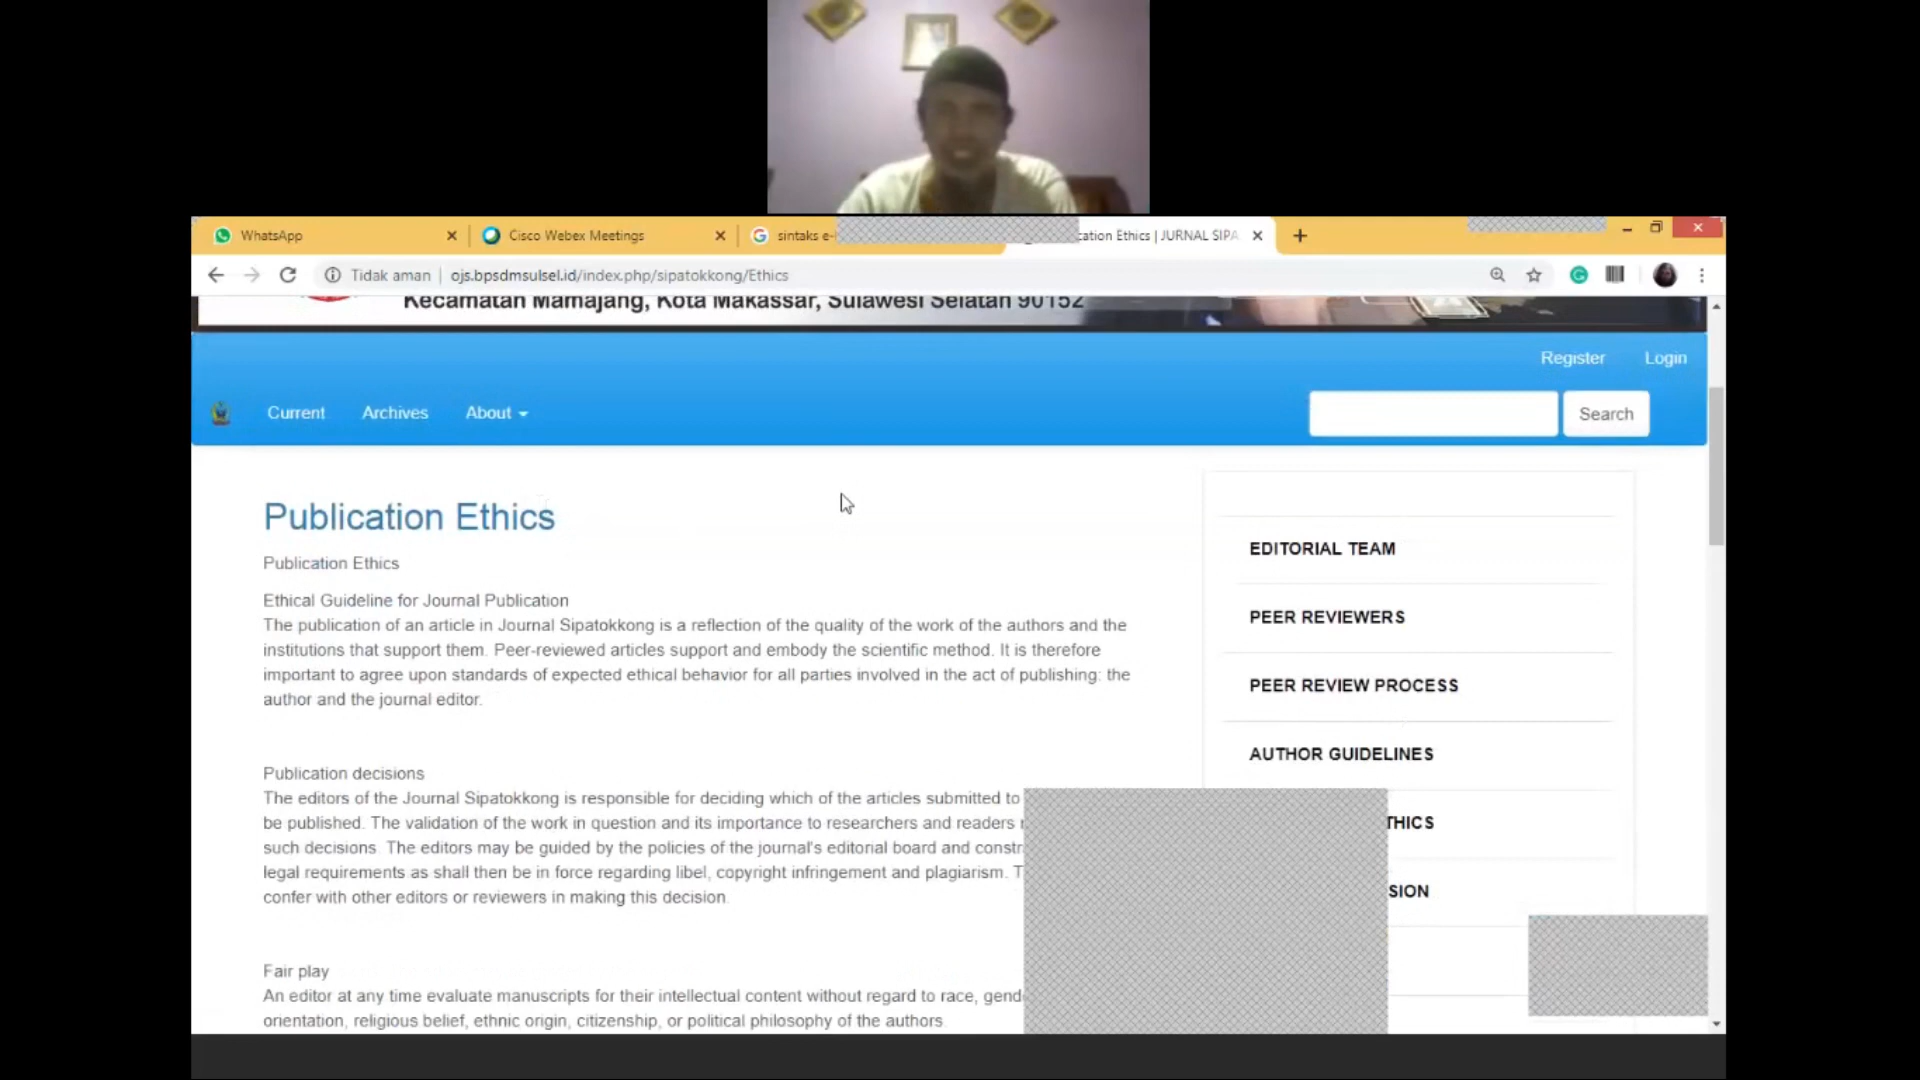 WhatsApp
Cisco Webex Meetings
sintaks e-
ation Ethics | JURNAL SIPA
Tidak aman
ojs.bpsdmsulsel.id/index.php/sipatokkong/Ethics
Kecamatan Mamajang, Kota Makassar, Sulawesi Selatan 90152
Register
Login
Current
Archives
About
Search
Publication Ethics
Publication Ethics
Ethical Guideline for Journal Publication
The publication of an article in Journal Sipatokkong is a reflection of the quality of the work of the authors and the
institutions that support them. Peer-reviewed articles support and embody the scientific method. It is therefore
important to agree upon standards of expected ethical behavior for all parties involved in the act of publishing: the
author and the journal editor.
Publication decisions
The editors of the Journal Sipatokkong is responsible for deciding which of the articles submitted to
be published. The validation of the work in question and its importance to researchers and readers
such decisions. The editors may be guided by the policies of the journal's editorial board and constr
legal requirements as shall then be in force regarding libel, copyright infringement and plagiarism. T
confer with other editors or reviewers in making this decision.
Fair play
An editor at any time evaluate manuscripts for their intellectual content without regard to race, gend
orientation, religious belief, ethnic origin, citizenship, or political philosophy of the authors.
EDITORIAL TEAM
PEER REVIEWERS
PEER REVIEW PROCESS
AUTHOR GUIDELINES
THICS
SION